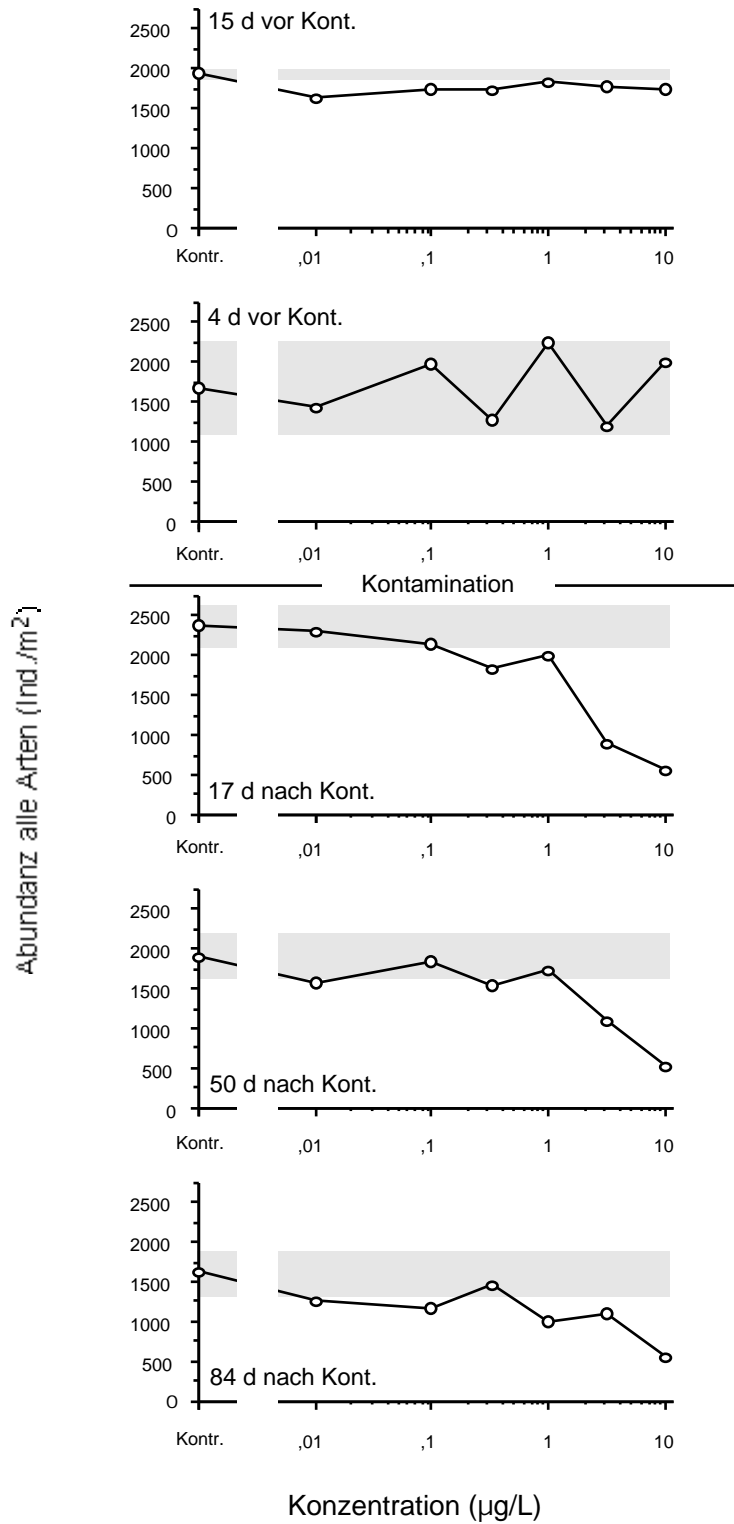 Abundanz alle Arten (Ind./m²)
15 d vor Kont.
2500
2000
1500
1000
500
0
Kontr. ,01 ,1 1 10
4 d vor Kont.
2500
2000
1500
1000
500
0
Kontr. ,01 ,1 1 10
Kontamination
2500
2000
1500
1000
500
0
17 d nach Kont.
Kontr. ,01 ,1 1 10
2500
2000
1500
1000
500
0
50 d nach Kont.
Kontr. ,01 ,1 1 10
2500
2000
1500
1000
500
0
84 d nach Kont.
Kontr. ,01 ,1 1 10
Konzentration (µg/L)